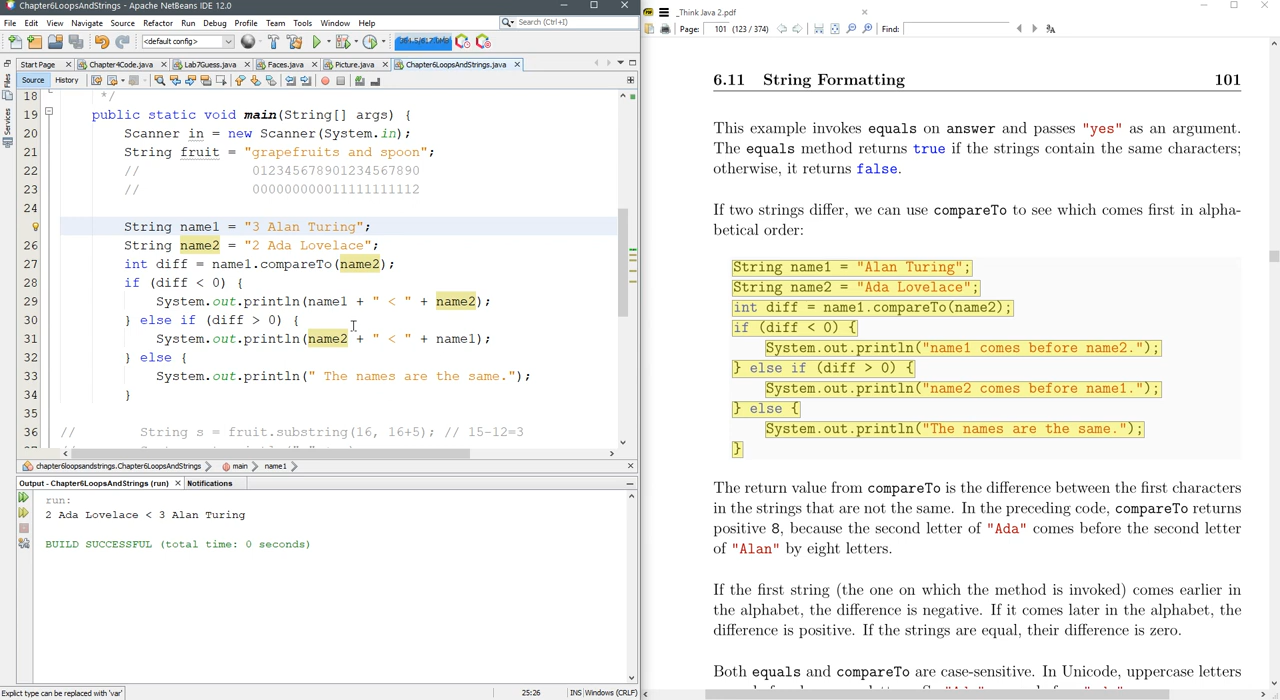 Chapter6LoopsAndStrings - Apache NetBeans IDE 12.0
File Edit View Navigate Source Refactor Run Debug Profile Team Tools Window Help
Search (Ctrl+I)
<default config>
Start Page Chapter4Code.java Lab7Guess.java Faces.java Picture.java Chapter6LoopsAndStrings.java
Source History
Files
Services
18 */
19 public static void main(String[] args) {
20 Scanner in = new Scanner(System.in);
21 String fruit = "grapefruits and spoon";
22 // 012345678901234567890
23 // 000000000011111111112
24
String name1 = "3 Alan Turing";
26 String name2 = "2 Ada Lovelace";
27 int diff = name1.compareTo(name2);
28 if (diff < 0) {
29 System.out.println(name1 + " < " + name2);
30 } else if (diff > 0) {
31 System.out.println(name2 + " < " + name1);
32 } else {
33 System.out.println(" The names are the same.");
34 }
35
36 // String s = fruit.substring(16, 16+5); // 15-12=3
chapter6loopsandstrings.Chapter6LoopsAndStrings main name1
Output - Chapter6LoopsAndStrings (run) Notifications
run:
2 Ada Lovelace < 3 Alan Turing
BUILD SUCCESSFUL (total time: 0 seconds)
Explict type can be replaced with 'var' 25:26 INS Windows (CRLF)
_Think Java 2.pdf
Page: 101 (123 / 374) Find:
6.11 String Formatting 101
This example invokes equals on answer and passes "yes" as an argument.
The equals method returns true if the strings contain the same characters;
otherwise, it returns false.
If two strings differ, we can use compareTo to see which comes first in alpha-
betical order:
String name1 = "Alan Turing";
String name2 = "Ada Lovelace";
int diff = name1.compareTo(name2);
if (diff < 0) {
System.out.println("name1 comes before name2.");
} else if (diff > 0) {
System.out.println("name2 comes before name1.");
} else {
System.out.println("The names are the same.");
}
The return value from compareTo is the difference between the first characters
in the strings that are not the same. In the preceding code, compareTo returns
positive 8, because the second letter of "Ada" comes before the second letter
of "Alan" by eight letters.
If the first string (the one on which the method is invoked) comes earlier in
the alphabet, the difference is negative. If it comes later in the alphabet, the
difference is positive. If the strings are equal, their difference is zero.
Both equals and compareTo are case-sensitive. In Unicode, uppercase letters